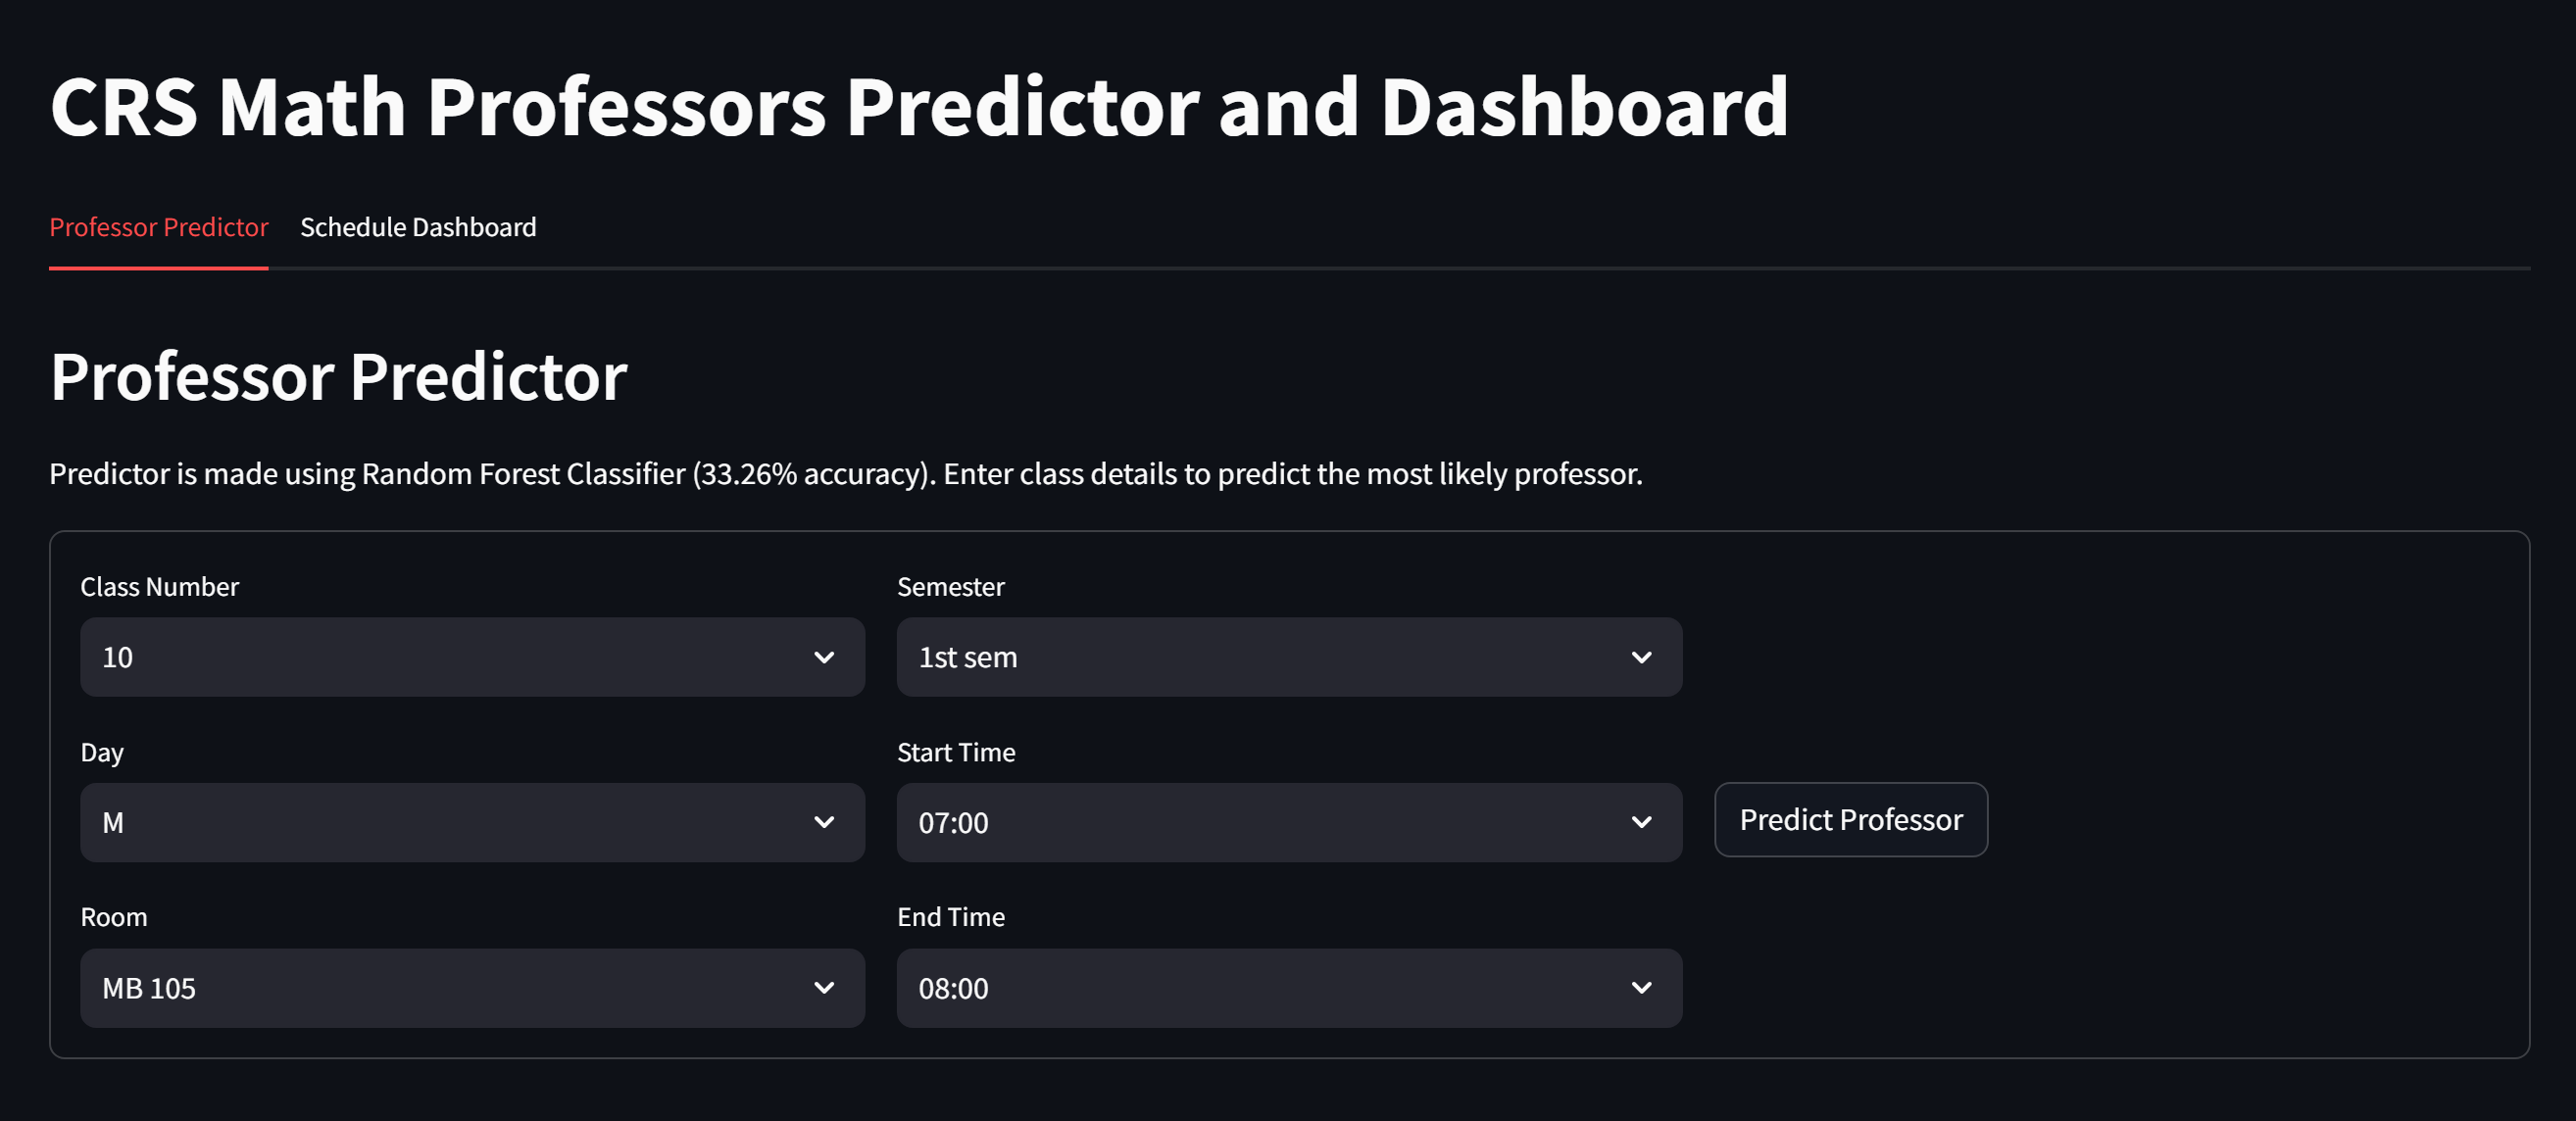 CRS Math Professors Predictor and Dashboard
Professor Predictor
Schedule Dashboard
Professor Predictor
Predictor is made using Random Forest Classifier (33.26% accuracy). Enter class details to predict the most likely professor.
Class Number
10
Semester
1st sem
Day
M
Start Time
07:00
Predict Professor
Room
MB 105
End Time
08:00